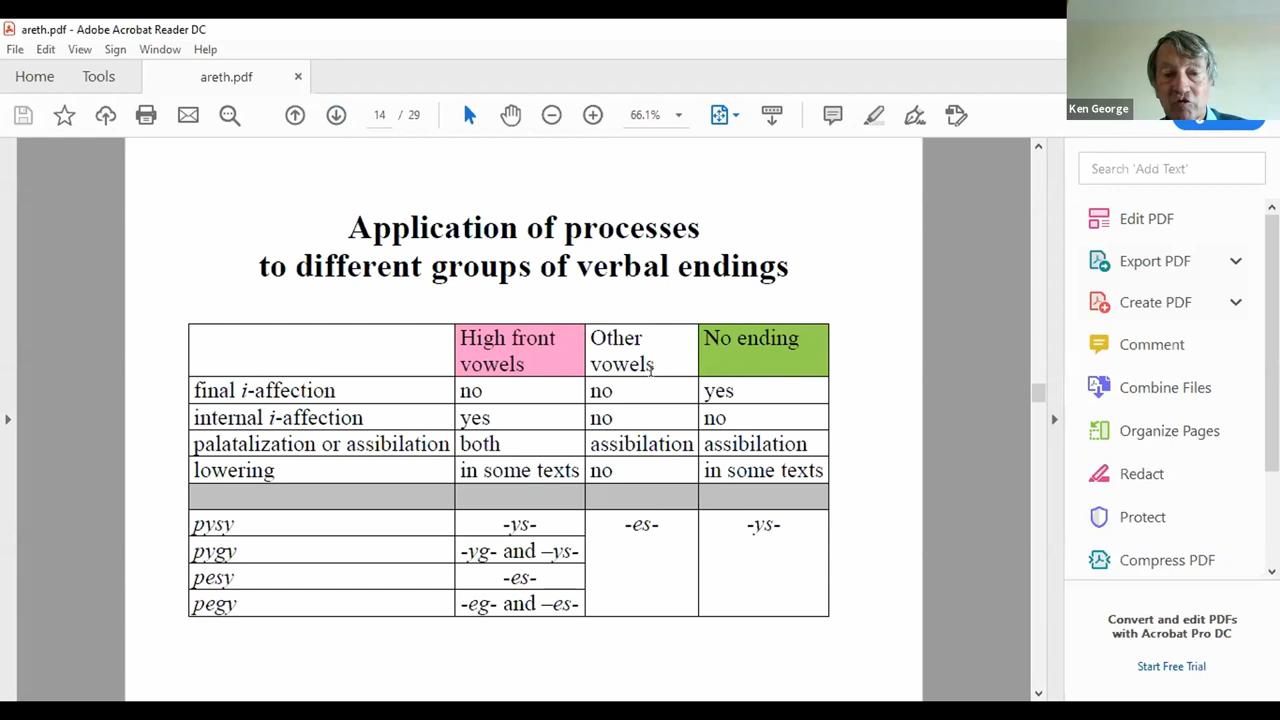 areth.pdf - Adobe Acrobat Reader DC
File Edit View Sign Window Help
Home Tools areth.pdf ×
14 / 29 66.1%
Ken George
Search 'Add Text'
Edit PDF
Export PDF
Create PDF
Comment
Combine Files
Organize Pages
Redact
Protect
Compress PDF
Convert and edit PDFs
with Acrobat Pro DC
Start Free Trial
Application of processes
to different groups of verbal endings
High front vowels Other vowels No ending
final i-affection no no yes
internal i-affection yes no no
palatalization or assibilation both assibilation assibilation
lowering in some texts no in some texts
pysy -ys- -es- -ys-
pygy -yg- and –ys-
pesy -es-
pegy -eg- and –es-